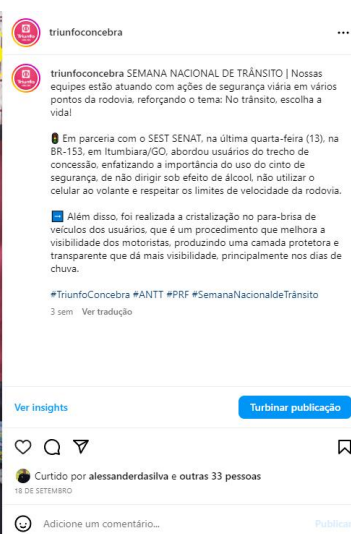 triunfoconcebra
triunfoconcebra SEMANA NACIONAL DE TRÂNSITO | Nossas
equipes estão atuando com ações de segurança viária em vários
pontos da rodovia, reforçando o tema: No trânsito, escolha a
vida!
🚦 Em parceria com o SEST SENAT, na última quarta-feira (13), na
BR-153, em Itumbiara/GO, abordou usuários do trecho de
concessão, enfatizando a importância do uso do cinto de
segurança, de não dirigir sob efeito de álcool, não utilizar o
celular ao volante e respeitar os limites de velocidade da rodovia.
➡️ Além disso, foi realizada a cristalização no para-brisa de
veículos dos usuários, que é um procedimento que melhora a
visibilidade dos motoristas, produzindo uma camada protetora e
transparente que dá mais visibilidade, principalmente nos dias de
chuva.
#TriunfoConcebra #ANTT #PRF #SemanaNacionaldeTrânsito
3 sem Ver tradução
Ver insights
Turbinar publicação
Curtido por alessanderdasilva e outras 33 pessoas
18 DE SETEMBRO
Adicione um comentário...
Publicar